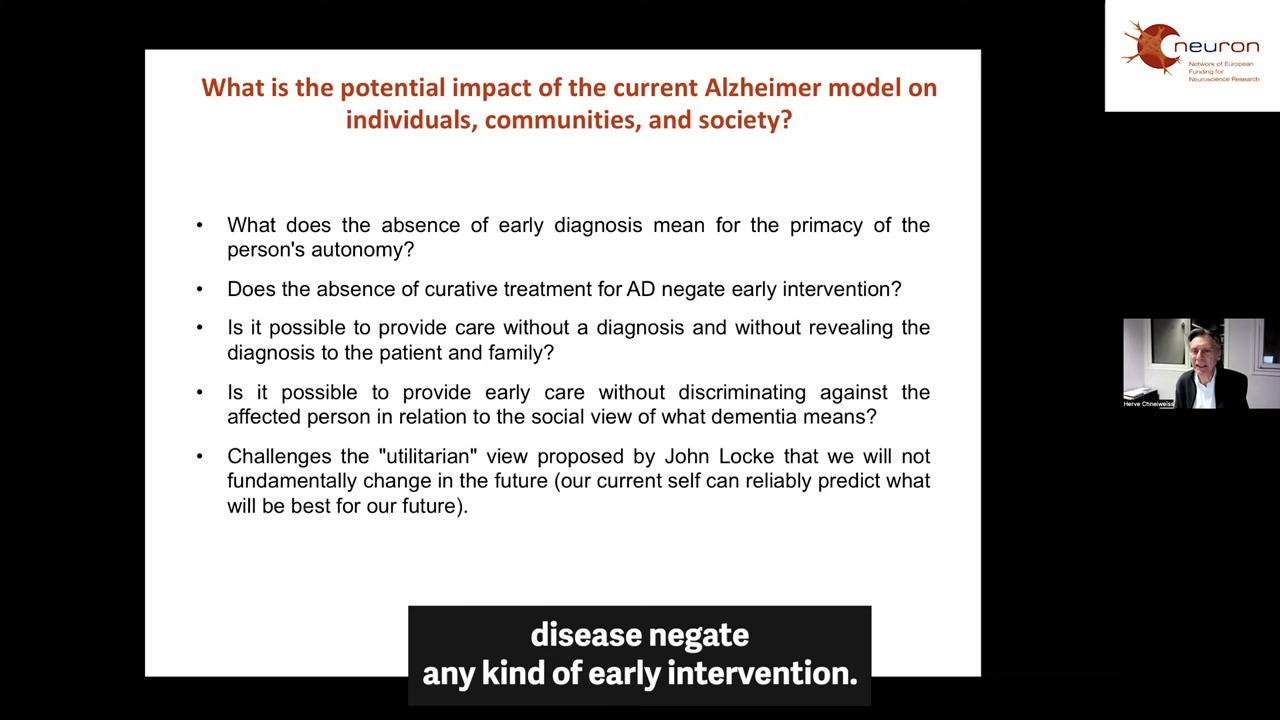 What is the potential impact of the current Alzheimer model on
individuals, communities, and society?
• What does the absence of early diagnosis mean for the primacy of the
person's autonomy?
• Does the absence of curative treatment for AD negate early intervention?
• Is it possible to provide care without a diagnosis and without revealing the
diagnosis to the patient and family?
• Is it possible to provide early care without discriminating against the
affected person in relation to the social view of what dementia means?
• Challenges the "utilitarian" view proposed by John Locke that we will not
fundamentally change in the future (our current self can reliably predict what
will be best for our future).
disease negate
any kind of early intervention.
neuron
Network of European
Funding for
Neuroscience Research
Herve Chneiweiss